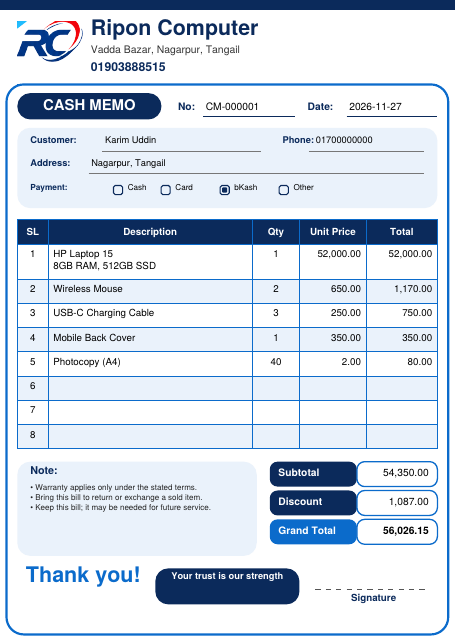 RC
Ripon Computer
Vadda Bazar, Nagarpur, Tangail
01903888515
CASH MEMO No: CM-000001 Date: 2026-11-27
Customer: Karim Uddin Phone: 01700000000
Address: Nagarpur, Tangail
Payment: Cash Card bKash Other
SL Description Qty Unit Price Total
1 HP Laptop 15 1 52,000.00 52,000.00
8GB RAM, 512GB SSD
2 Wireless Mouse 2 650.00 1,170.00
3 USB-C Charging Cable 3 250.00 750.00
4 Mobile Back Cover 1 350.00 350.00
5 Photocopy (A4) 40 2.00 80.00
6
7
8
Note:
• Warranty applies only under the stated terms.
• Bring this bill to return or exchange a sold item.
• Keep this bill; it may be needed for future service.
Subtotal 54,350.00
Discount 1,087.00
Grand Total 56,026.15
Thank you!
Your trust is our strength
Signature